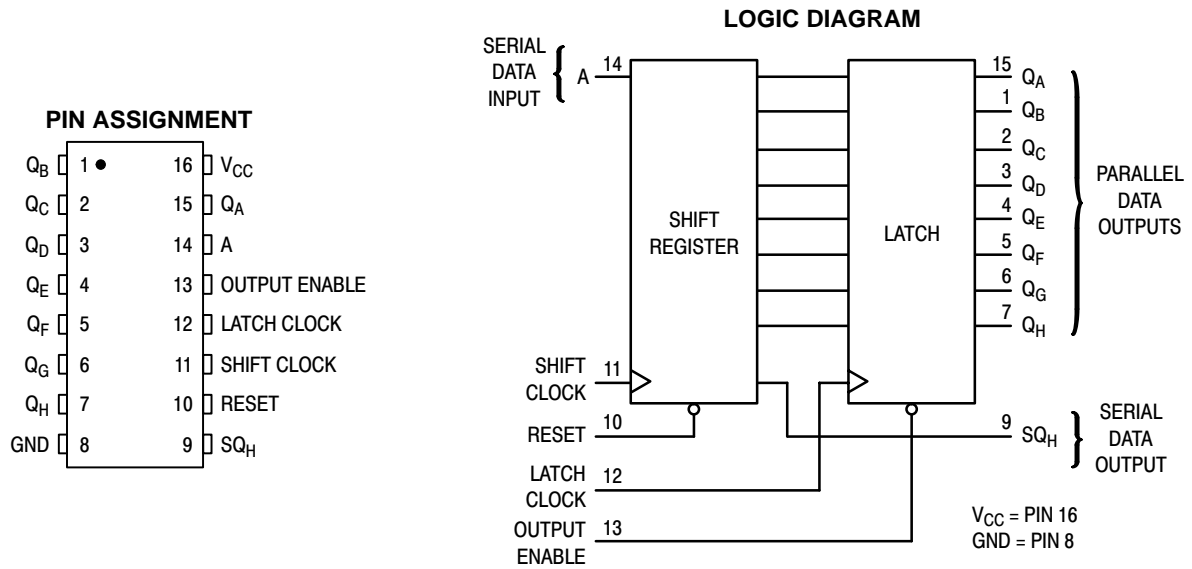 PIN ASSIGNMENT
QB 1 16 VCC
QC 2 15 QA
QD 3 14 A
QE 4 13 OUTPUT ENABLE
QF 5 12 LATCH CLOCK
QG 6 11 SHIFT CLOCK
QH 7 10 RESET
GND 8 9 SQH
LOGIC DIAGRAM
SERIAL
DATA
INPUT
A 14
SHIFT
REGISTER
LATCH
15 QA
1 QB
2 QC
3 QD
4 QE
5 QF
6 QG
7 QH
PARALLEL
DATA
OUTPUTS
SHIFT
CLOCK
11
RESET 10
LATCH
CLOCK
12
OUTPUT
ENABLE
13
9 SQH
SERIAL
DATA
OUTPUT
VCC = PIN 16
GND = PIN 8